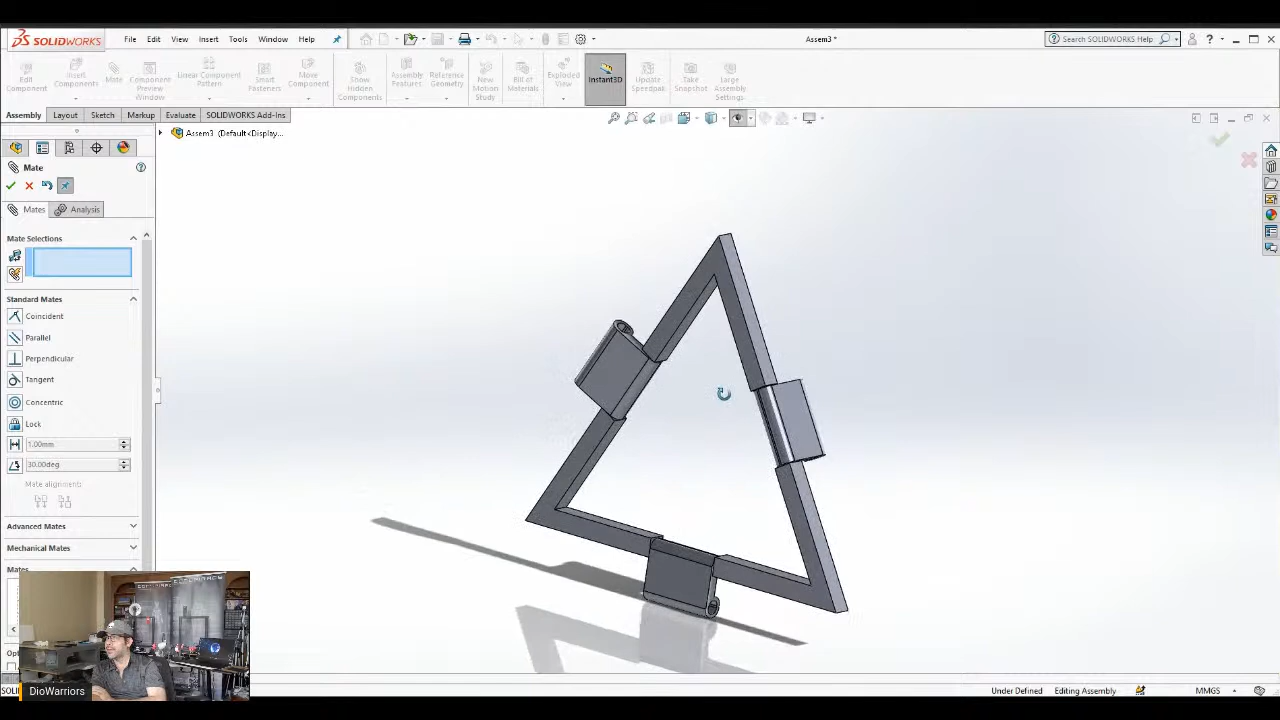 SOLIDWORKS
File Edit View Insert Tools Window Help
Assem3 *
Search SOLIDWORKS Help
Edit Component
Insert Components
Mate
Component Preview Window
Linear Component Pattern
Smart Fasteners
Move Component
Show Hidden Components
Assembly Features
Reference Geometry
New Motion Study
Bill of Materials
Exploded View
Instant3D
Update Speedpak
Take Snapshot
Large Assembly Settings
Assembly Layout Sketch Markup Evaluate SOLIDWORKS Add-Ins
Assem3 (Default<Display...
Mate
Mates Analysis
Mate Selections
Standard Mates
Coincident
Parallel
Perpendicular
Tangent
Concentric
Lock
1.00mm
30.00deg
Mate alignments:
Advanced Mates
Mechanical Mates
Mates
Opt
DioWarriors
SOL
Under Defined Editing Assembly MMGS